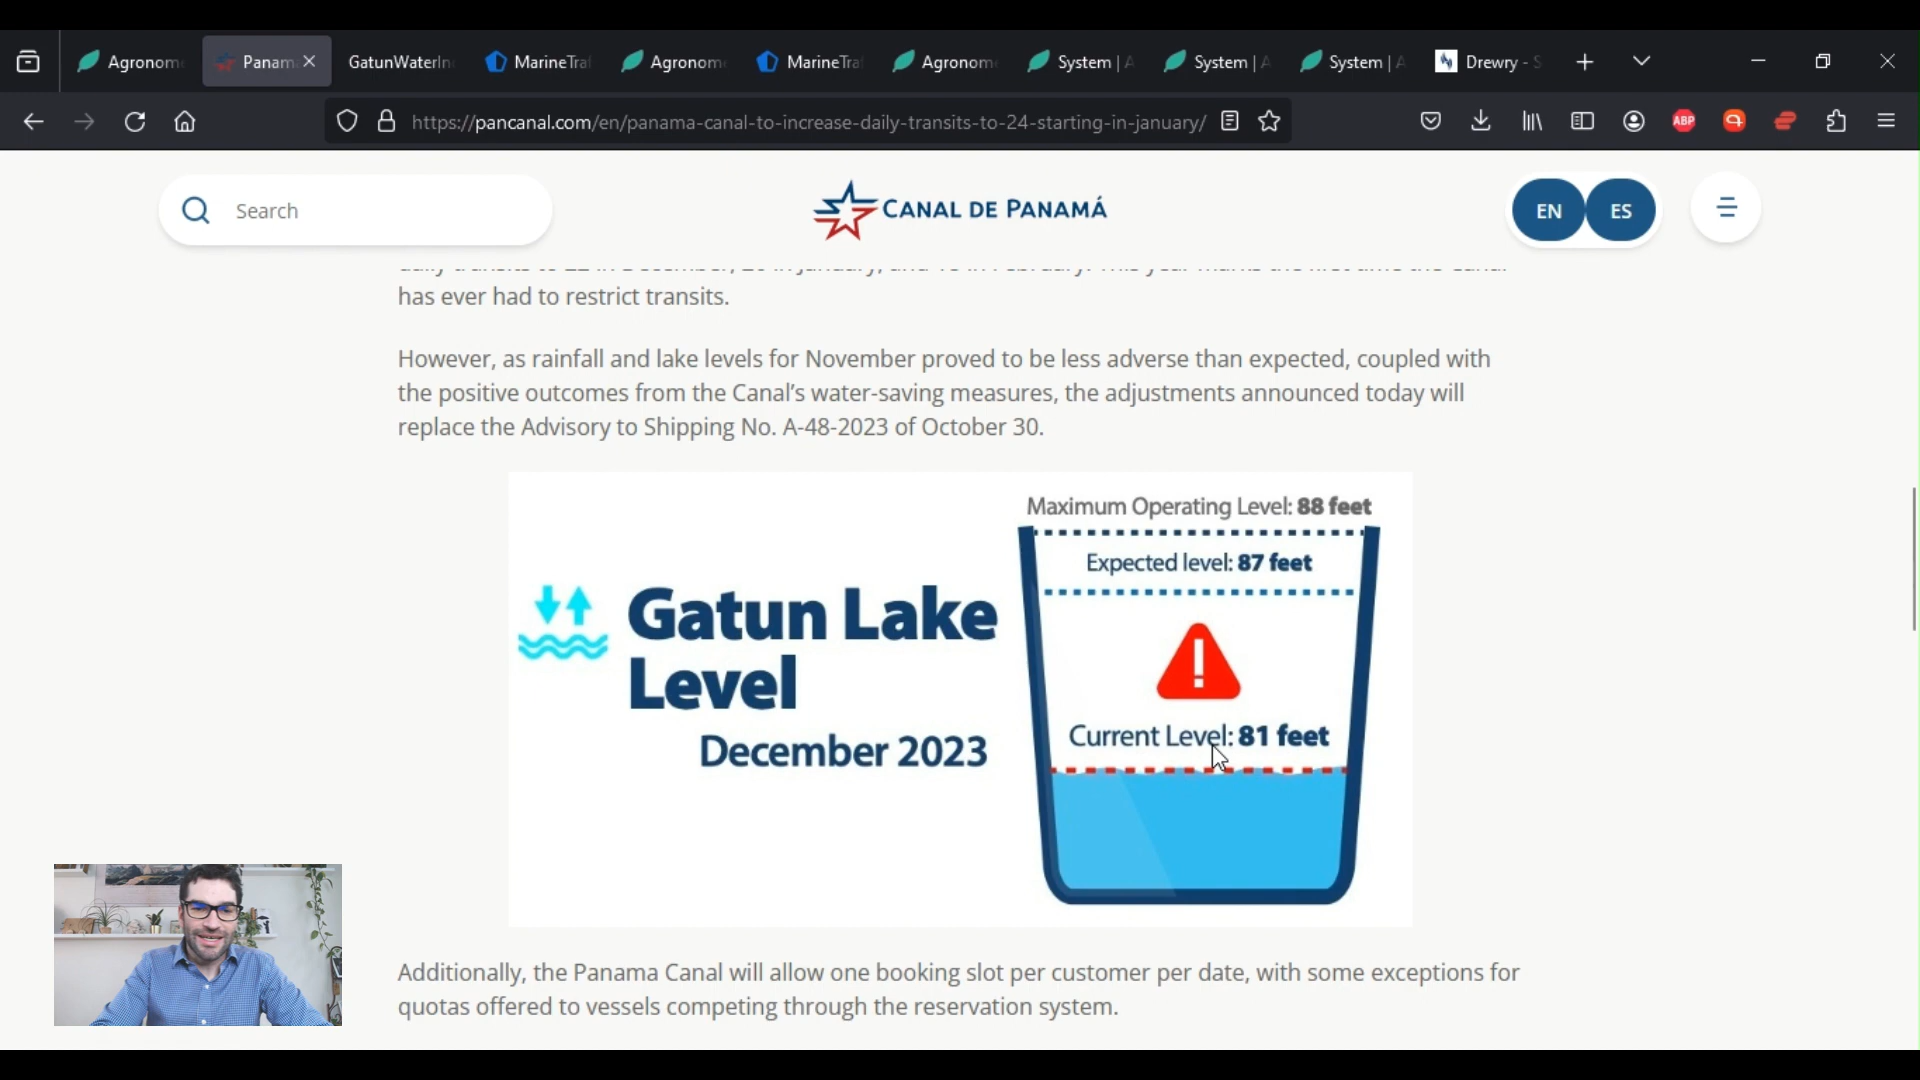 Agronom
Panam
GatunWaterIn
MarineTra
Agronom
MarineTra
Agronom
System | A
System | A
System | A
Drewry - S
https://pancanal.com/en/panama-canal-to-increase-daily-transits-to-24-starting-in-january/
ABP
Search
CANAL DE PANAMÁ
EN
ES
has ever had to restrict transits.
However, as rainfall and lake levels for November proved to be less adverse than expected, coupled with
the positive outcomes from the Canal's water-saving measures, the adjustments announced today will
replace the Advisory to Shipping No. A-48-2023 of October 30.
Gatun Lake
Level
December 2023
Maximum Operating Level: 88 feet
Expected level: 87 feet
Current Level: 81 feet
Additionally, the Panama Canal will allow one booking slot per customer per date, with some exceptions for
quotas offered to vessels competing through the reservation system.